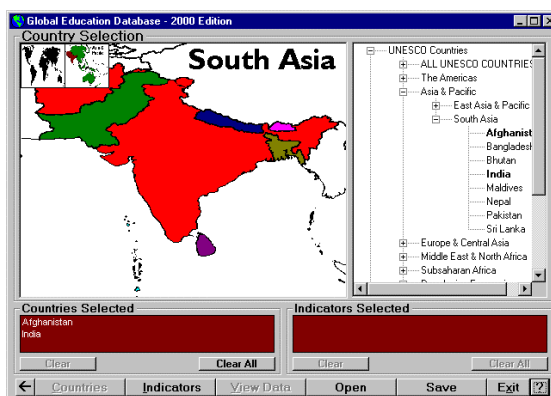 Global Education Database - 2000 Edition
Country Selection
South Asia
UNESCO Countries
ALL UNESCO COUNTRIES
The Americas
Asia & Pacific
East Asia & Pacific
South Asia
Afghanist
Bangladesh
Bhutan
India
Maldives
Nepal
Pakistan
Sri Lanka
Europe & Central Asia
Middle East & North Africa
Subsaharan Africa
Countries Selected
Afghanistan
India
Clear
Clear All
Indicators Selected
Clear
Clear All
Countries
Indicators
View Data
Open
Save
Exit
?